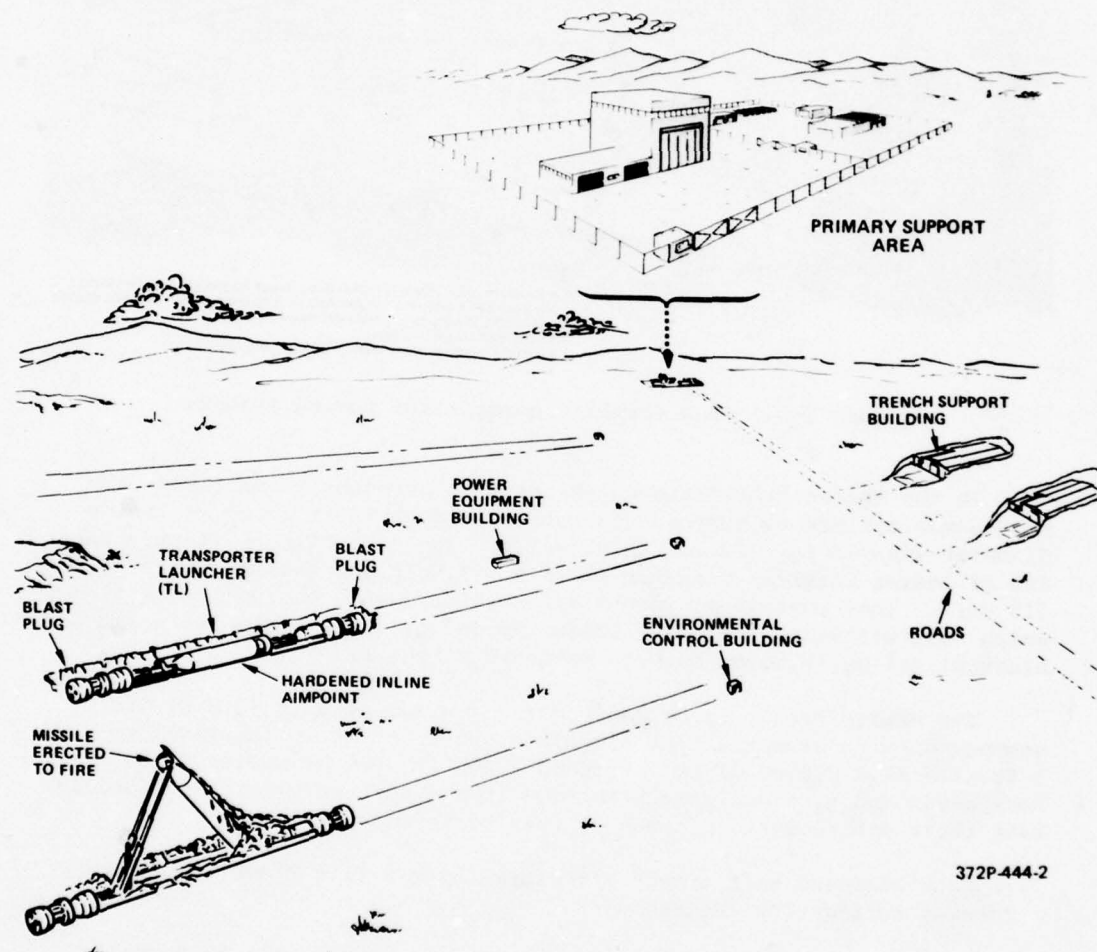 PRIMARY SUPPORT
AREA
TRENCH SUPPORT
BUILDING
POWER
EQUIPMENT
BUILDING
TRANSPORTER
LAUNCHER
(TL)
BLAST
PLUG
BLAST
PLUG
ENVIRONMENTAL
CONTROL BUILDING
ROADS
HARDENED INLINE
AIMPOINT
MISSILE
ERECTED
TO FIRE
372P-444-2